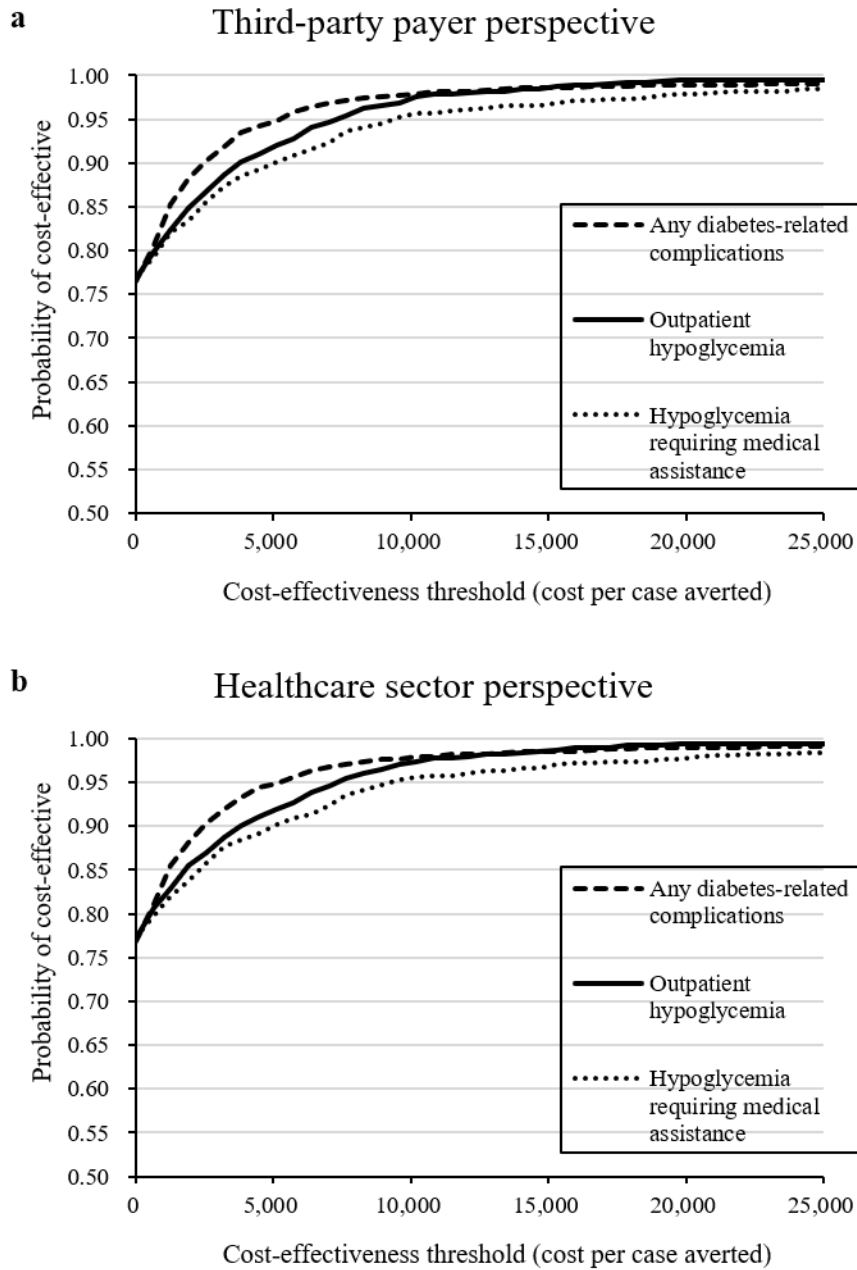 a
Third-party payer perspective
Probability of cost-effective
1.00
0.95
0.90
0.85
0.80
0.75
0.70
0.65
0.60
0.55
0.50
Any diabetes-related
complications
Outpatient
hypoglycemia
Hypoglycemia
requiring medical
assistance
0 5,000 10,000 15,000 20,000 25,000
Cost-effectiveness threshold (cost per case averted)
b
Healthcare sector perspective
Probability of cost-effective
1.00
0.95
0.90
0.85
0.80
0.75
0.70
0.65
0.60
0.55
0.50
Any diabetes-related
complications
Outpatient
hypoglycemia
Hypoglycemia
requiring medical
assistance
0 5,000 10,000 15,000 20,000 25,000
Cost-effectiveness threshold (cost per case averted)